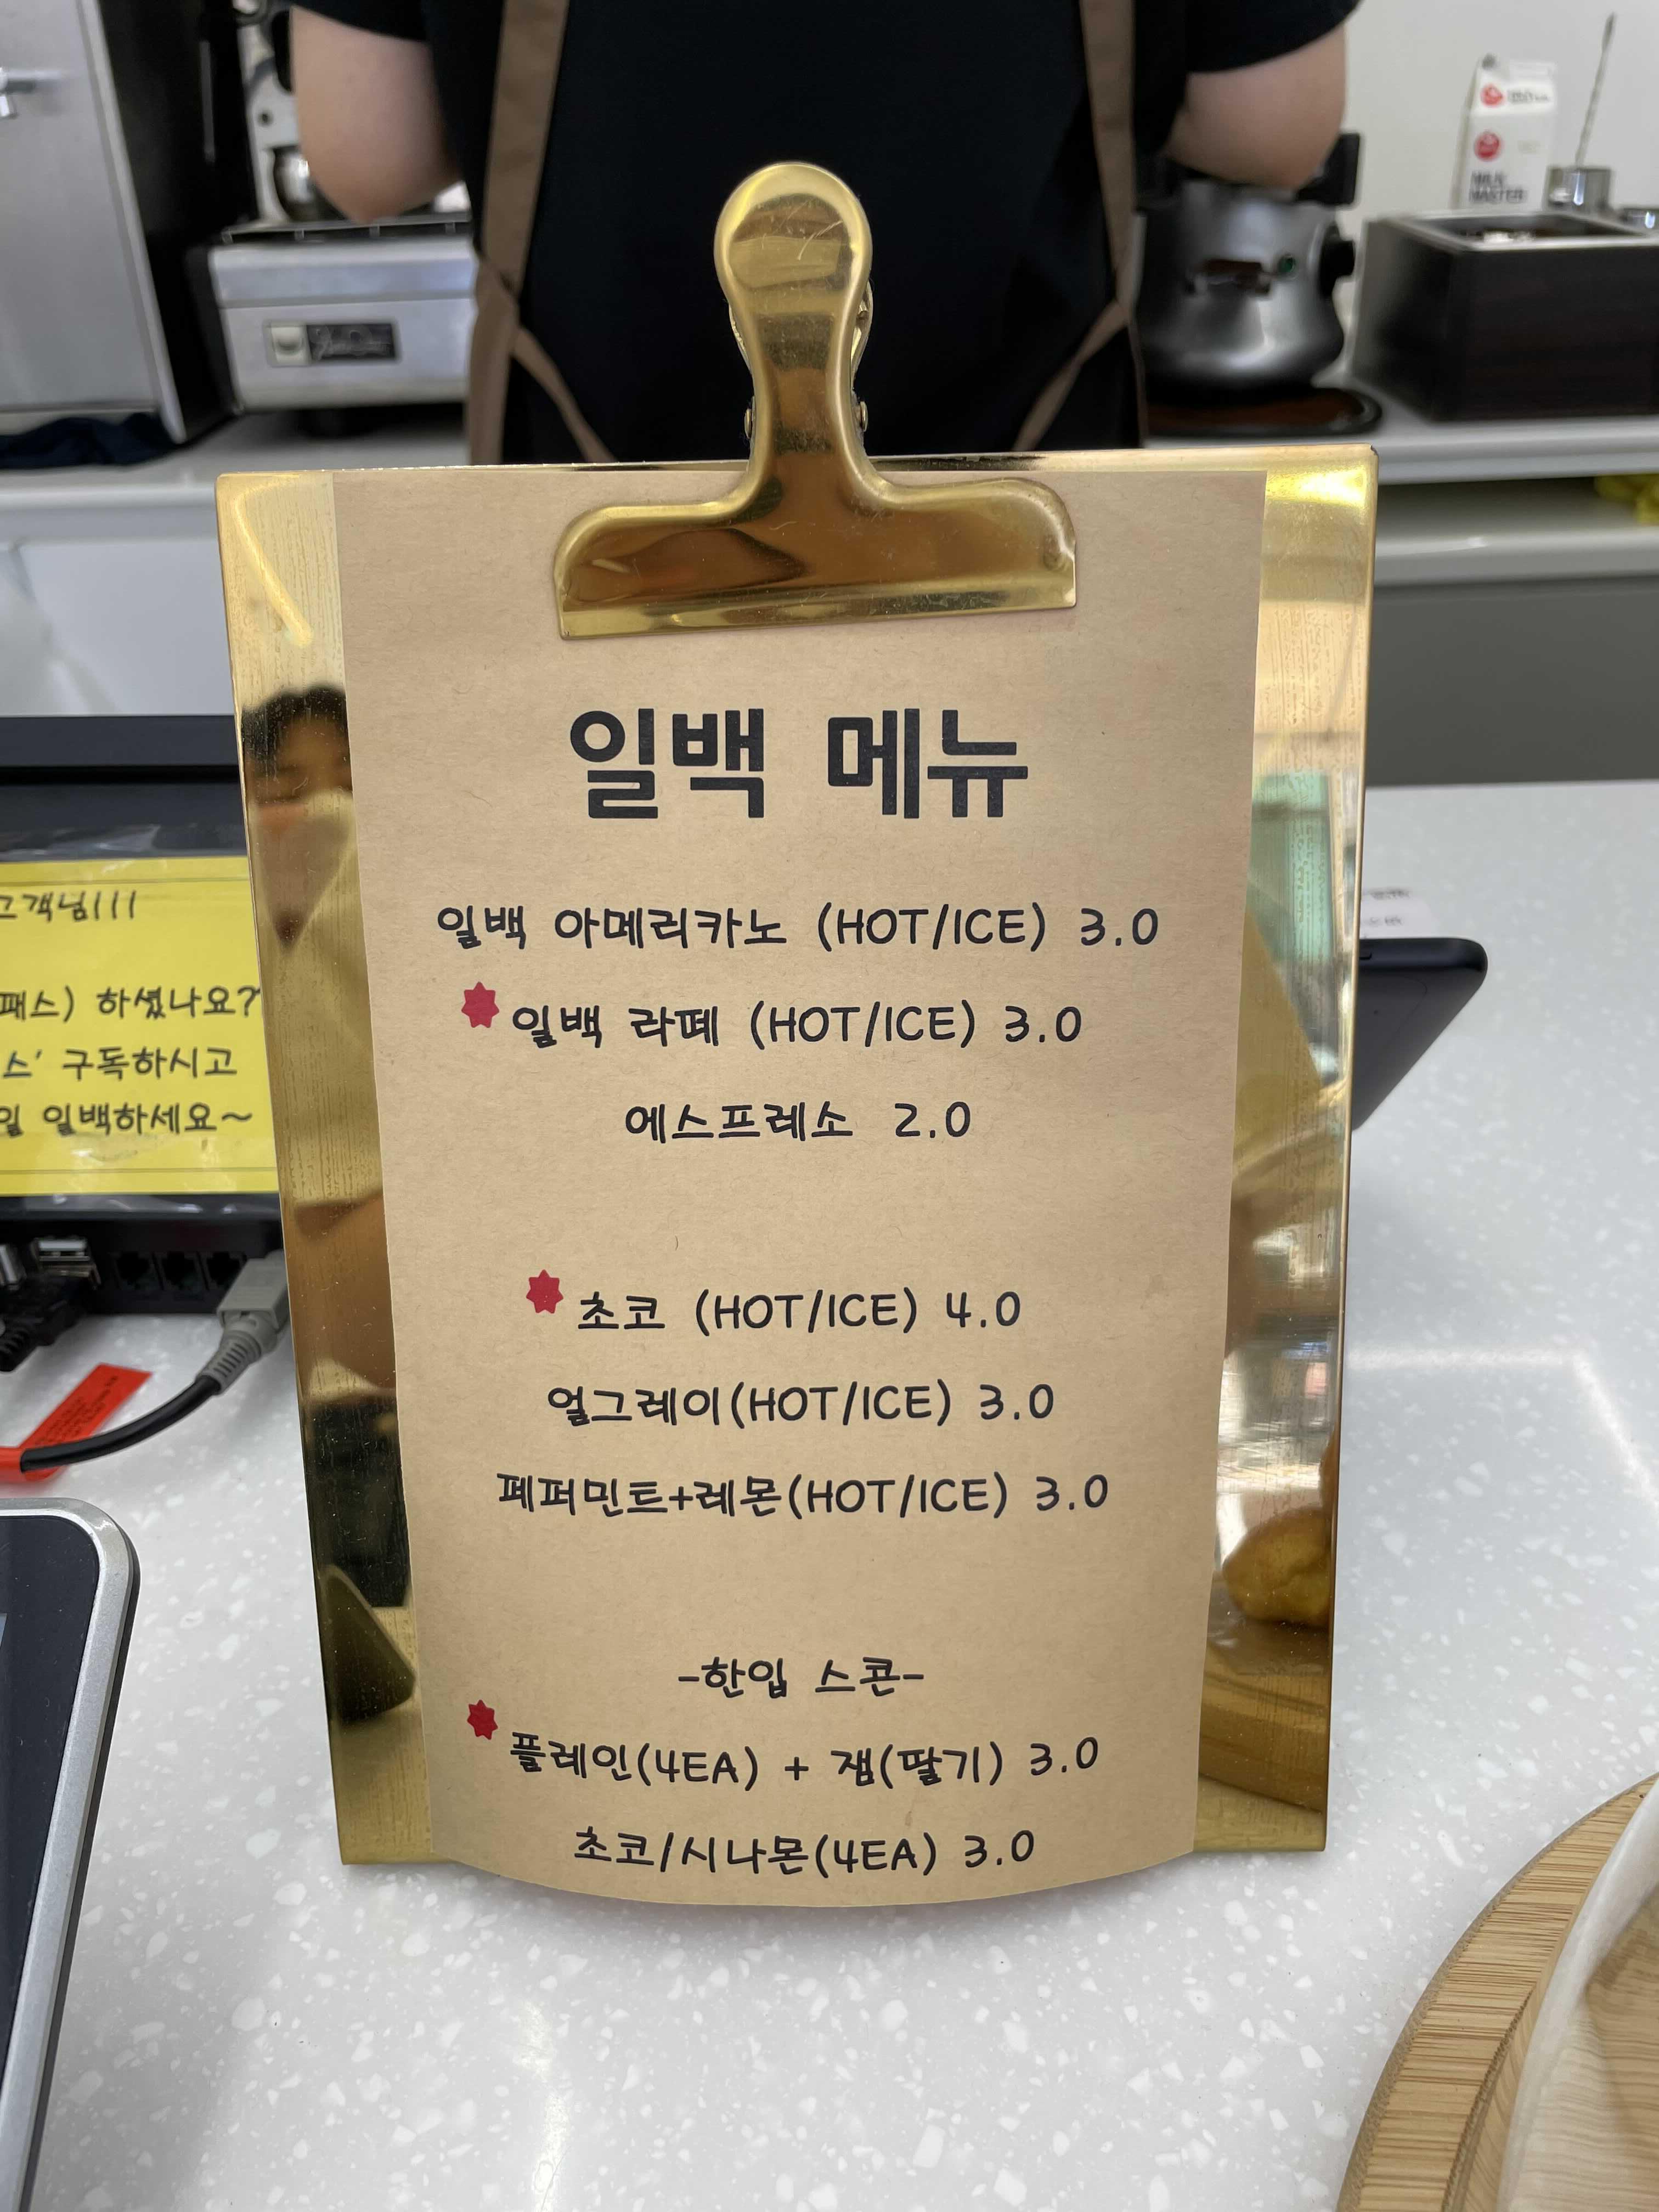 일백 메뉴
일백 아메리카노 (HOT/ICE) 3.0
일백 라떼 (HOT/ICE) 3.0
에스프레소 2.0
초코 (HOT/ICE) 4.0
얼그레이(HOT/ICE) 3.0
페퍼민트+레몬(HOT/ICE) 3.0
-한입 스콘-
플레인(4EA) + 잼(딸기) 3.0
초코/시나몬(4EA) 3.0
고객님!!!
패스) 하셨나요?
스' 구독하시고
일 일백하세요~
MILK
MASTER